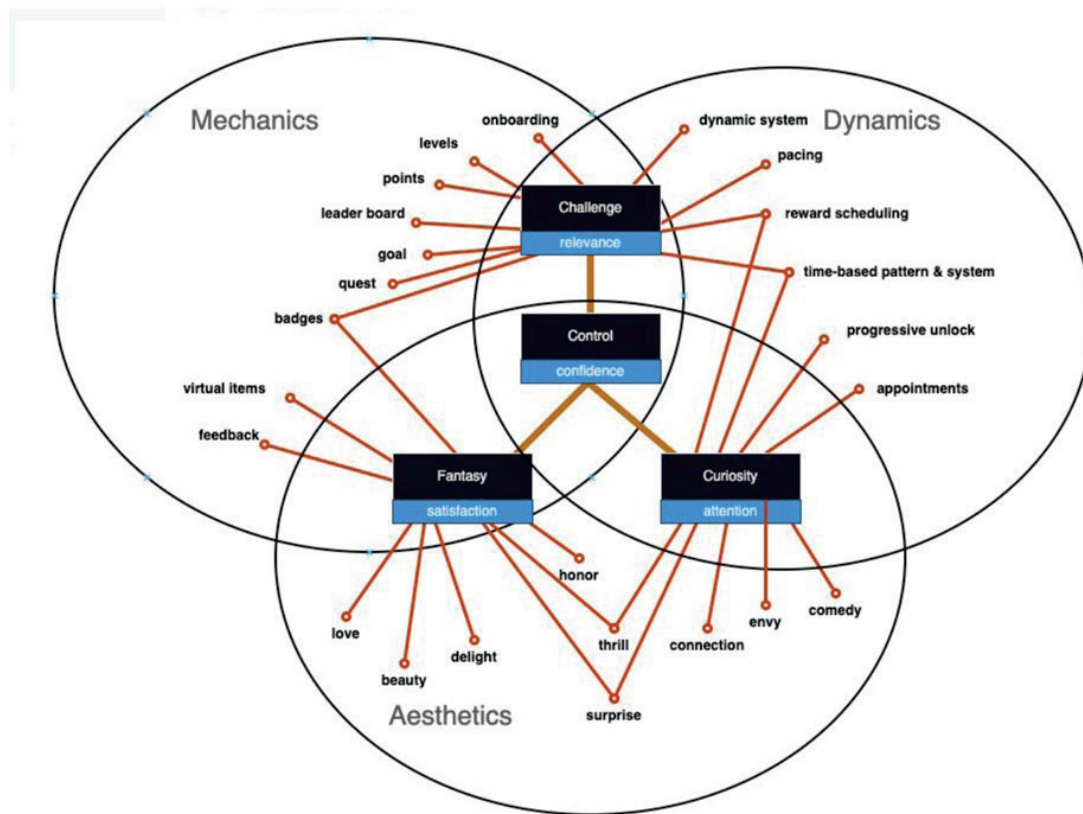 Mechanics
Dynamics
onboarding
dynamic system
levels
pacing
points
Challenge
leader board
reward scheduling
relevance
goal
time-based pattern & system
quest
badges
Control
progressive unlock
confidence
virtual items
appointments
feedback
Fantasy
Curiosity
satisfaction
attention
honor
comedy
envy
love
thrill
connection
delight
beauty
surprise
Aesthetics